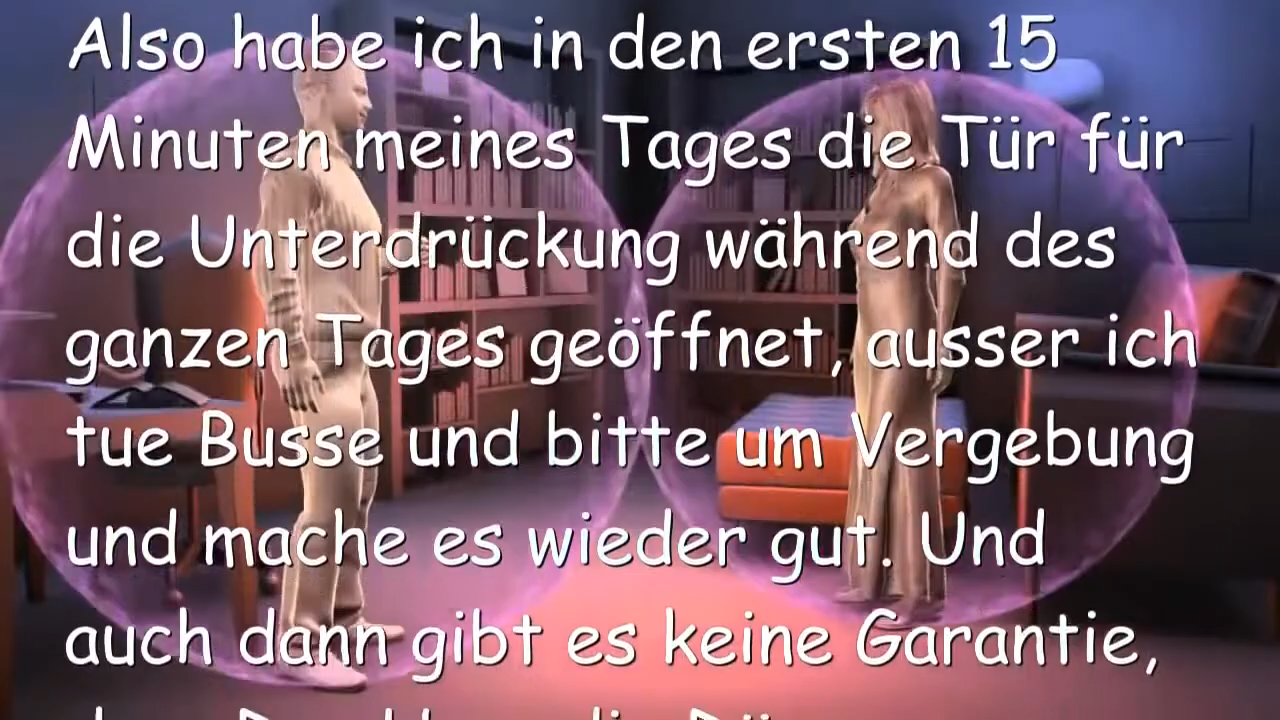 Also habe ich in den ersten 15
Minuten meines Tages die Tür für
die Unterdrückung während des
ganzen Tages geöffnet, ausser ich
tue Busse und bitte um Vergebung
und mache es wieder gut. Und
auch dann gibt es keine Garantie,